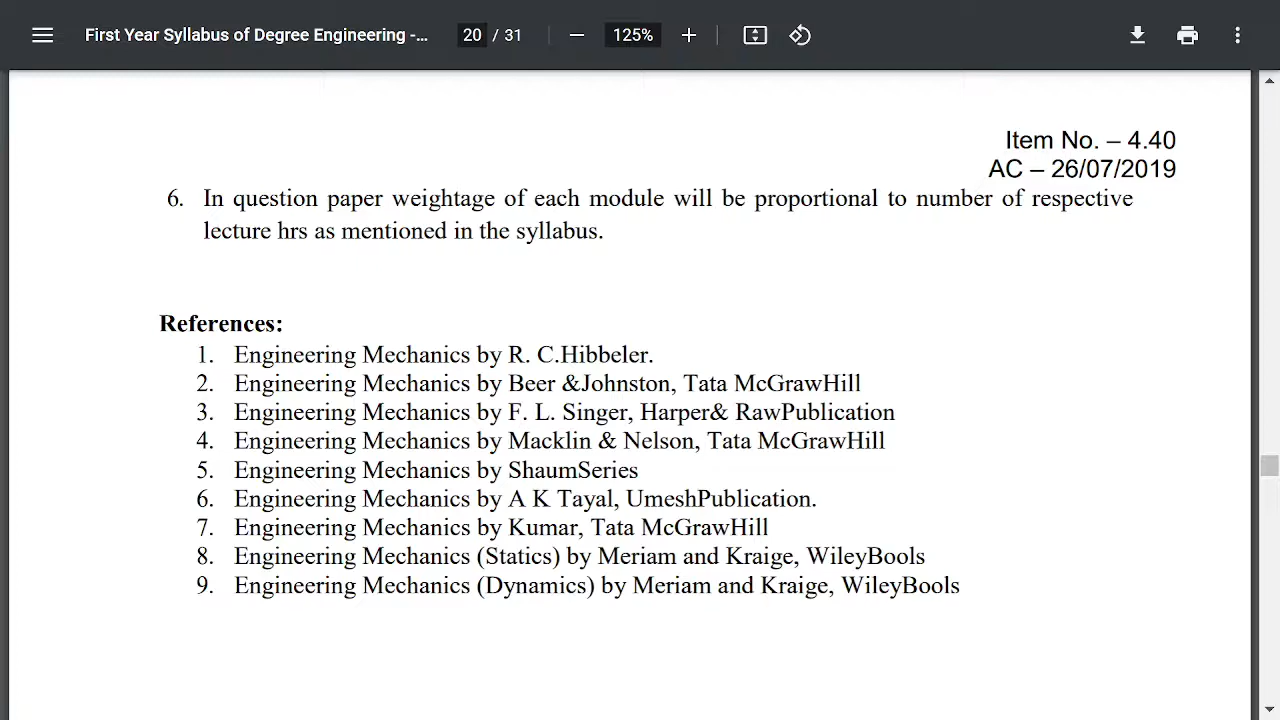 First Year Syllabus of Degree Engineering -... 20 / 31 — 125% +
Item No. – 4.40
AC – 26/07/2019
6. In question paper weightage of each module will be proportional to number of respective
lecture hrs as mentioned in the syllabus.
References:
1. Engineering Mechanics by R. C.Hibbeler.
2. Engineering Mechanics by Beer &Johnston, Tata McGrawHill
3. Engineering Mechanics by F. L. Singer, Harper& RawPublication
4. Engineering Mechanics by Macklin & Nelson, Tata McGrawHill
5. Engineering Mechanics by ShaumSeries
6. Engineering Mechanics by A K Tayal, UmeshPublication.
7. Engineering Mechanics by Kumar, Tata McGrawHill
8. Engineering Mechanics (Statics) by Meriam and Kraige, WileyBools
9. Engineering Mechanics (Dynamics) by Meriam and Kraige, WileyBools